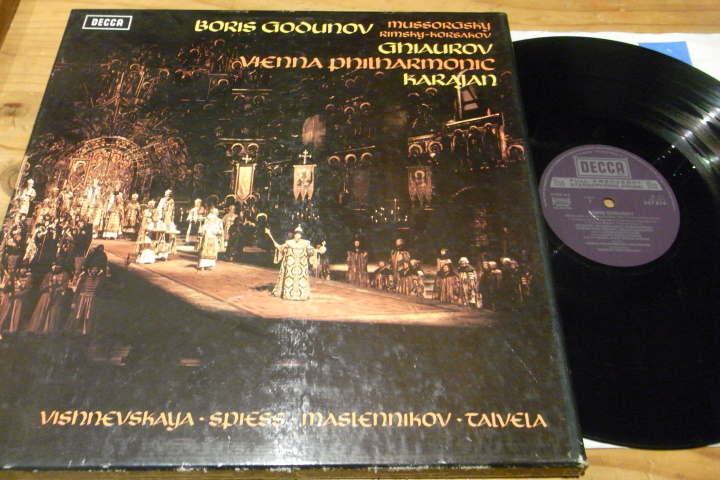 DECCA
BORIS GODUNOV
MUSSORGSKY
RIMSKY-KORSAKOV
GHIAUROV
VIENNA PHILHARMONIC
KARAJAN
VISHNEVSKAYA · SPIESS · MASLENNIKOV · TALVELA
DECCA